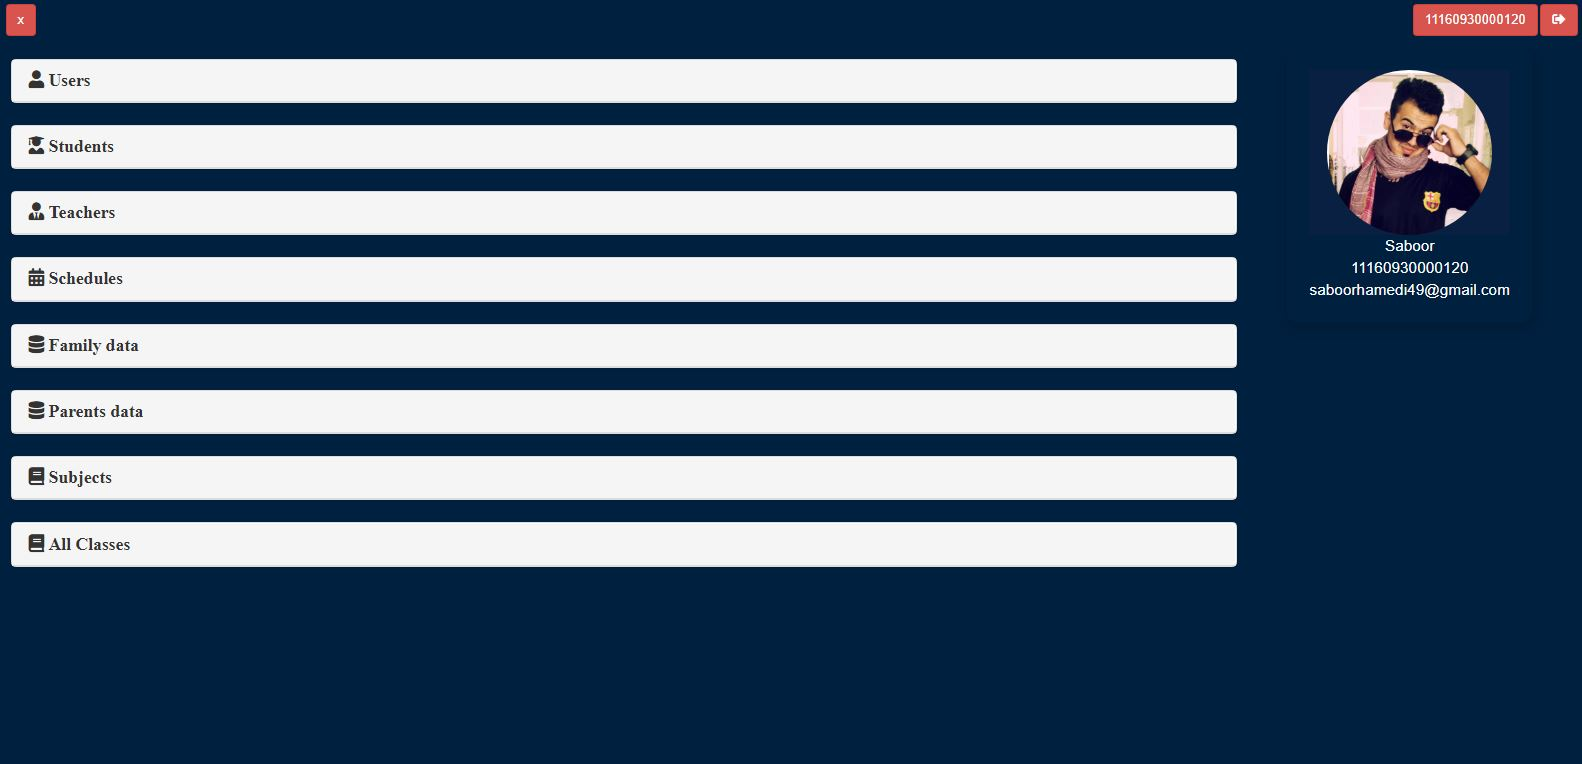 x
11160930000120
Users
Students
Teachers
Schedules
Family data
Parents data
Subjects
All Classes
Saboor
11160930000120
saboorhamedi49@gmail.com